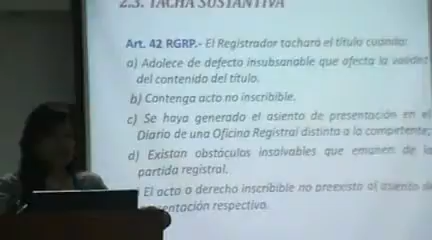 2.3. TACHA SUSTANTIVA
Art. 42 RGRP.- El Registrador tachará el título cuando:
a) Adolece de defecto insubsanable que afecta la validez
del contenido del título.
b) Contenga acto no inscribible.
c) Se haya generado el asiento de presentación en el
Diario de una Oficina Registral distinta a la competente;
d) Existan obstáculos insalvables que emanen de la
partida registral.
El acto o derecho inscribible no preexista al asiento de
sentación respectivo.